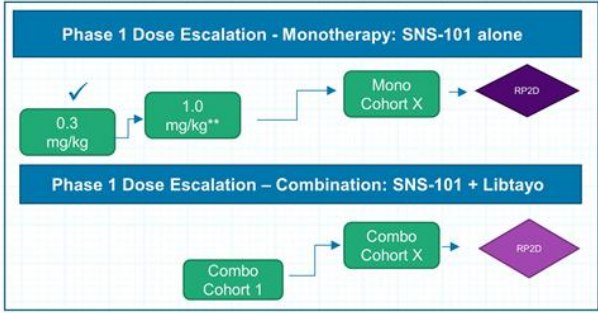 Phase 1 Dose Escalation - Monotherapy: SNS-101 alone
0.3
mg/kg
1.0
mg/kg**
Mono
Cohort X
RP2D
Phase 1 Dose Escalation – Combination: SNS-101 + Libtayo
Combo
Cohort 1
Combo
Cohort X
RP2D